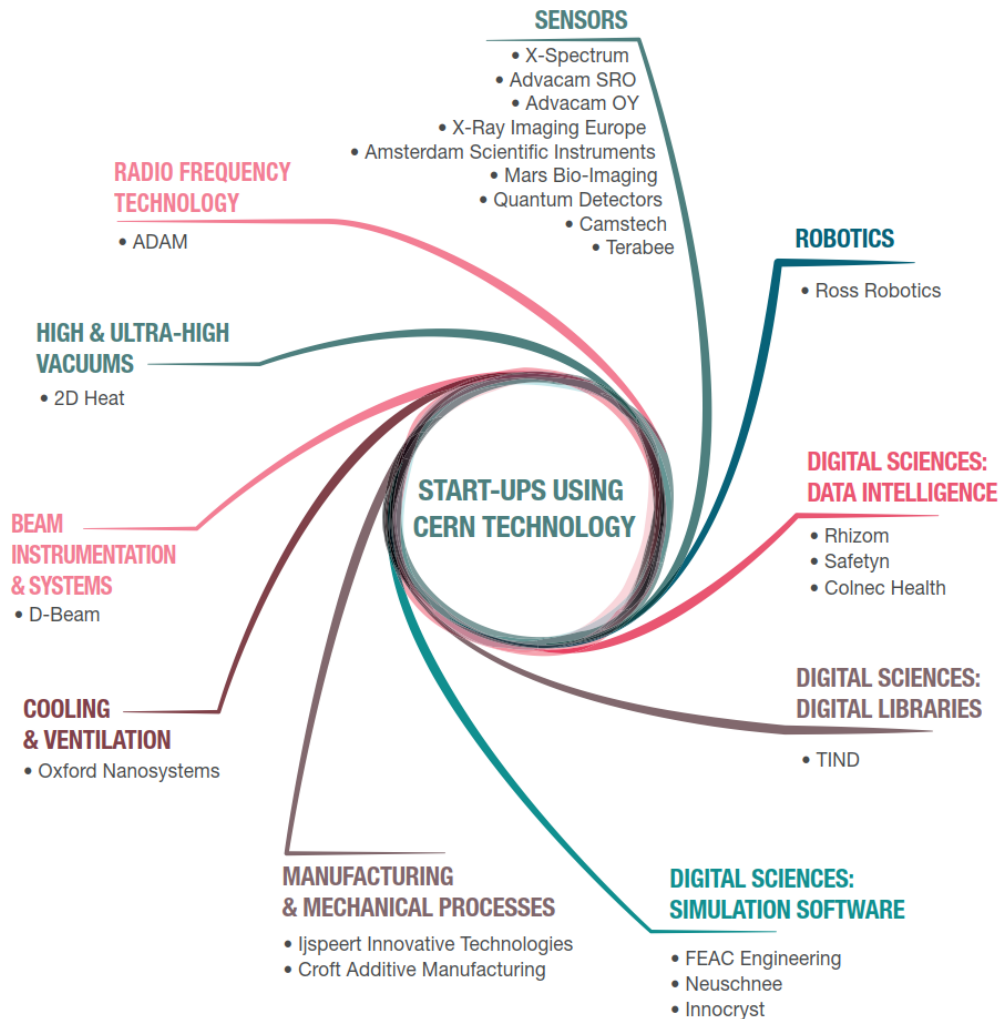 SENSORS
• X-Spectrum
• Advacam SRO
• Advacam OY
• X-Ray Imaging Europe
• Amsterdam Scientific Instruments
• Mars Bio-Imaging
• Quantum Detectors
• Camstech
• Terabee
RADIO FREQUENCY
TECHNOLOGY
• ADAM
ROBOTICS
• Ross Robotics
HIGH & ULTRA-HIGH
VACUUMS
• 2D Heat
START-UPS USING
CERN TECHNOLOGY
DIGITAL SCIENCES:
DATA INTELLIGENCE
• Rhizom
• Safetyn
• Colnec Health
BEAM
INSTRUMENTATION
& SYSTEMS
• D-Beam
DIGITAL SCIENCES:
DIGITAL LIBRARIES
• TIND
COOLING
& VENTILATION
• Oxford Nanosystems
MANUFACTURING
& MECHANICAL PROCESSES
• Ijspeert Innovative Technologies
• Croft Additive Manufacturing
DIGITAL SCIENCES:
SIMULATION SOFTWARE
• FEAC Engineering
• Neuschnee
• Innocryst